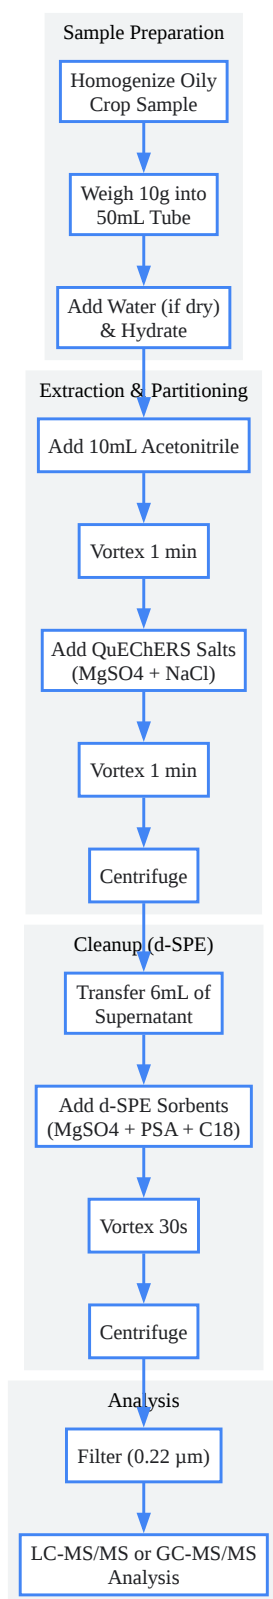 Sample Preparation
Homogenize Oily
Crop Sample
Weigh 10g into
50mL Tube
Add Water (if dry)
& Hydrate
Extraction & Partitioning
Add 10mL Acetonitrile
Vortex 1 min
Add QuEChERS Salts
(MgSO4 + NaCl)
Vortex 1 min
Centrifuge
Cleanup (d-SPE)
Transfer 6mL of
Supernatant
Add d-SPE Sorbents
(MgSO4 + PSA + C18)
Vortex 30s
Centrifuge
Analysis
Filter (0.22 µm)
LC-MS/MS or GC-MS/MS
Analysis